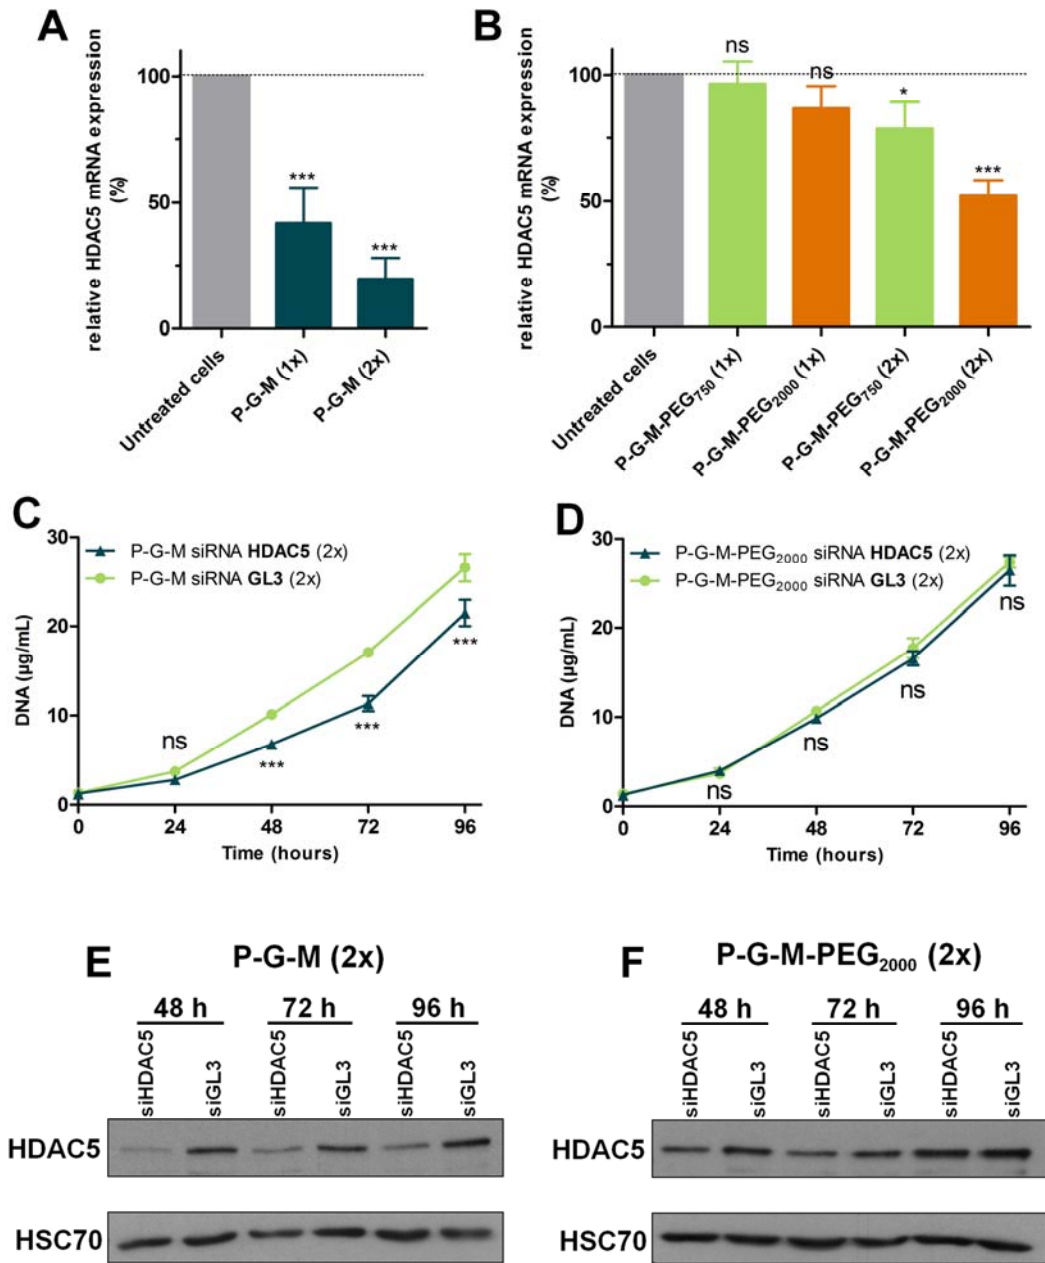 A
relative HDAC5 mRNA expression
(%)
100
50
0
***
***
Untreated cells
P-G-M (1x)
P-G-M (2x)
B
relative HDAC5 mRNA expression
(%)
100
50
0
ns
ns
*
***
Untreated cells
P-G-M-PEG750 (1x)
P-G-M-PEG2000 (1x)
P-G-M-PEG750 (2x)
P-G-M-PEG2000 (2x)
C
P-G-M siRNA HDAC5 (2x)
P-G-M siRNA GL3 (2x)
DNA (µg/mL)
30
20
10
0
ns
***
***
***
0 24 48 72 96
Time (hours)
D
P-G-M-PEG2000 siRNA HDAC5 (2x)
P-G-M-PEG2000 siRNA GL3 (2x)
DNA (µg/mL)
30
20
10
0
ns
ns
ns
ns
0 24 48 72 96
Time (hours)
E
P-G-M (2x)
48 h 72 h 96 h
siHDAC5 siGL3 siHDAC5 siGL3 siHDAC5 siGL3
HDAC5
HSC70
F
P-G-M-PEG2000 (2x)
48 h 72 h 96 h
siHDAC5 siGL3 siHDAC5 siGL3 siHDAC5 siGL3
HDAC5
HSC70